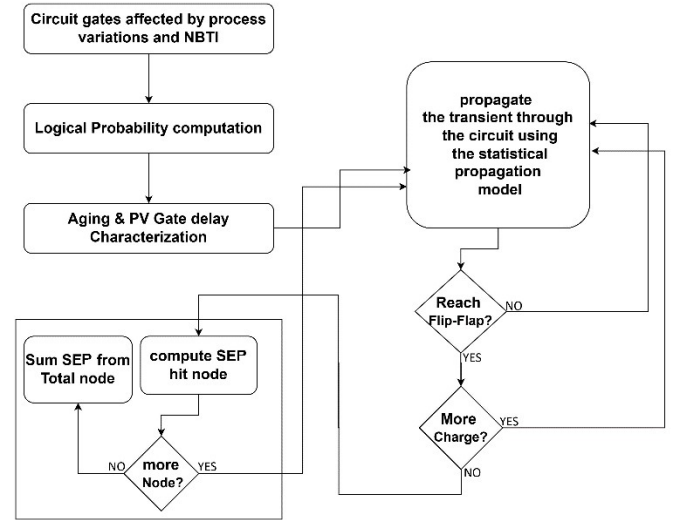 Circuit gates affected by process
variations and NBTI
Logical Probability computation
Aging & PV Gate delay
Characterization
propagate
the transient through
the circuit using
the statistical
propagation
model
Reach
Flip-Flap?
NO
YES
More
Charge?
YES
NO
compute SEP
hit node
Sum SEP from
Total node
more
Node?
NO
YES